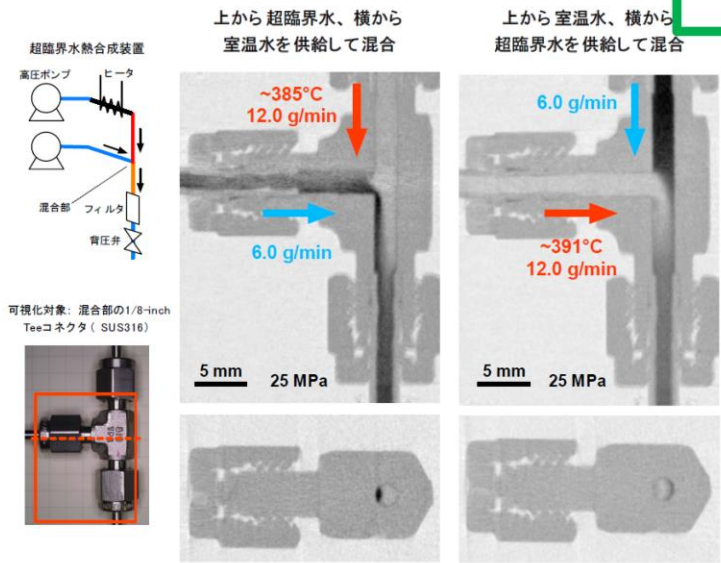 上から 超臨界水、横から
室温水を供給して混合
上から 室温水、横から
超臨界水を供給して混合
超臨界水熱合成装置
高圧ポンプ
ヒータ
混合部
フィルタ
背圧弁
~385°C
12.0 g/min
6.0 g/min
5 mm
25 MPa
6.0 g/min
~391°C
12.0 g/min
5 mm
25 MPa
可視化対象: 混合部の1/8-inch
Teeコネクタ( SUS316)